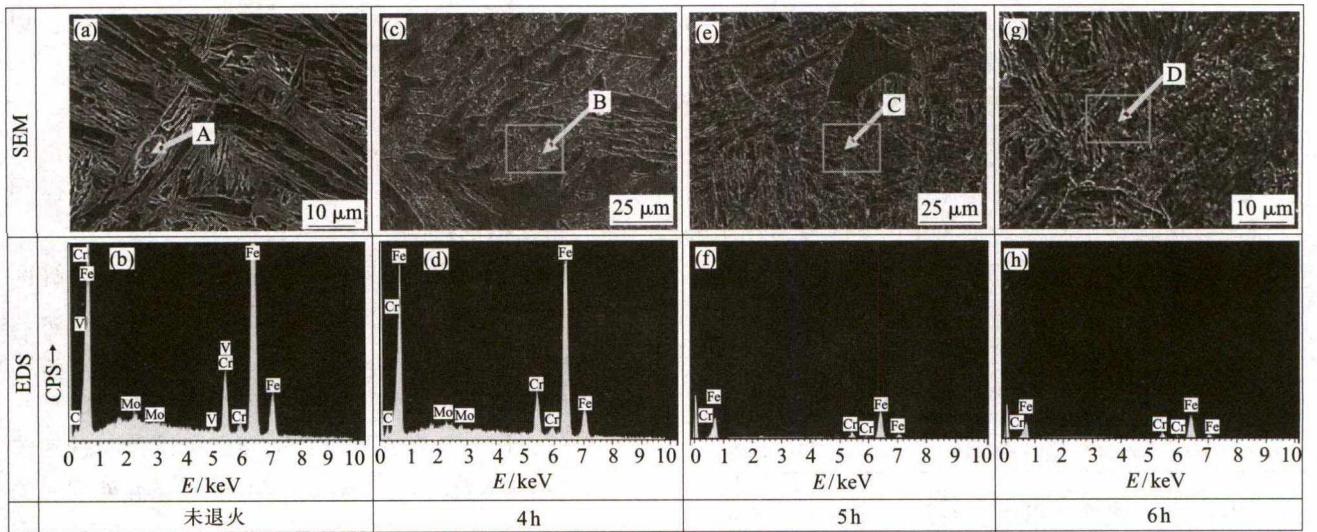 SEM
(a)
A
10 μm
(c)
B
25 μm
(e)
C
25 μm
(g)
D
10 μm
EDS
CPS→
(b)
Cr
Fe
V
C
Mo
Mo
V
V
Cr
Cr
Fe
Fe
0 1 2 3 4 5 6 7 8 9 10
E/keV
(d)
Fe
Cr
C
Mo
Mo
Cr
Cr
Fe
Fe
0 1 2 3 4 5 6 7 8 9 10
E/keV
(f)
Fe
Cr
Cr
Cr
Fe
Fe
0 1 2 3 4 5 6 7 8 9 10
E/keV
(h)
Fe
Cr
Cr
Cr
Fe
Fe
0 1 2 3 4 5 6 7 8 9 10
E/keV
未退火
4h
5h
6h